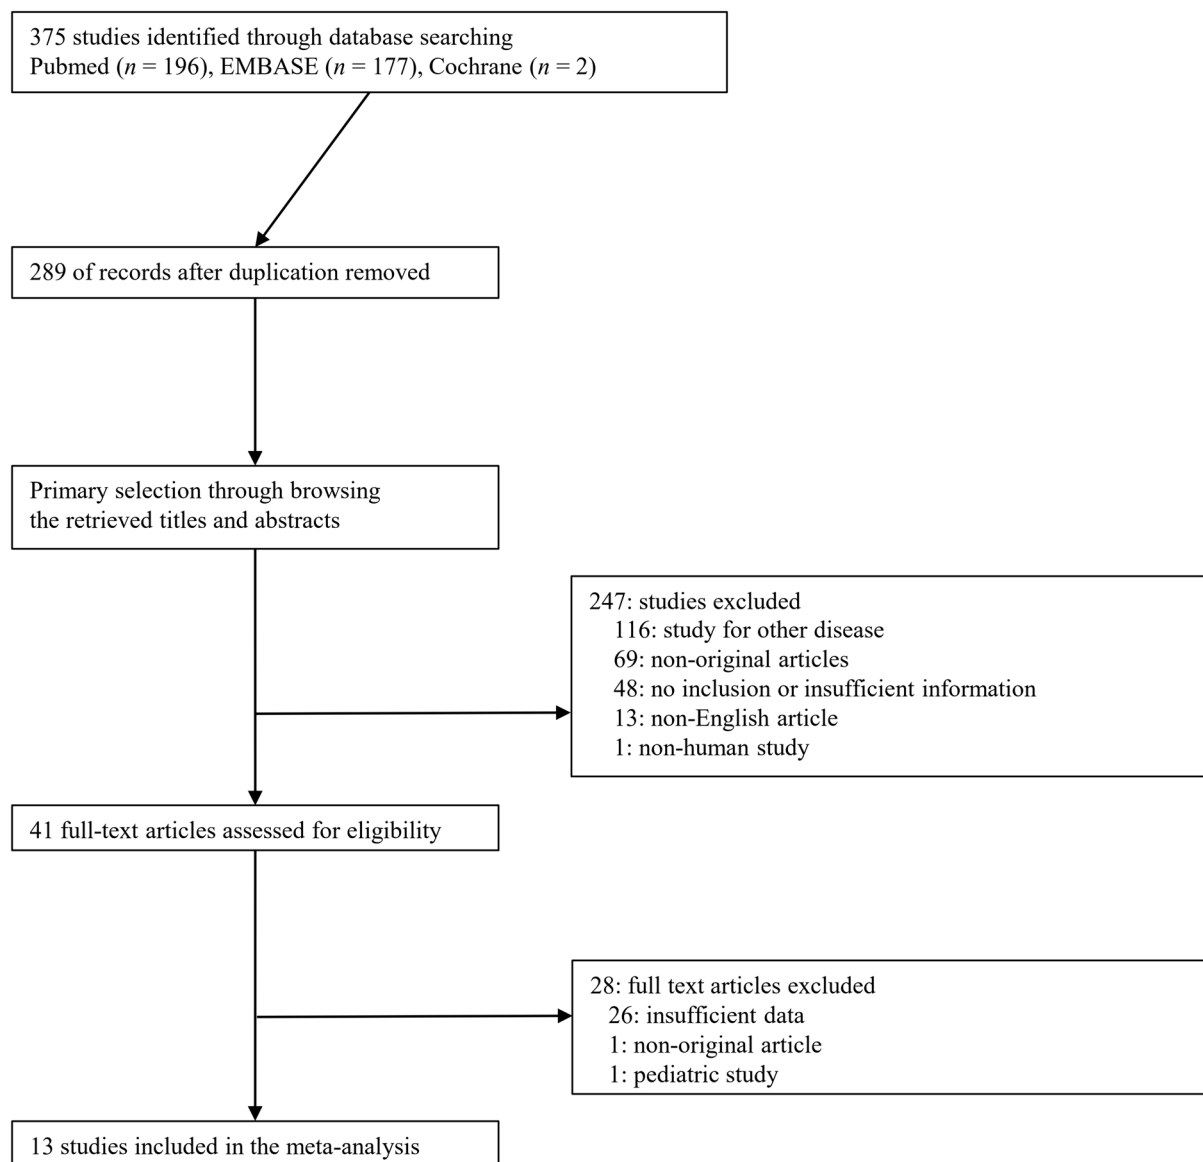 375 studies identified through database searching
Pubmed (n = 196), EMBASE (n = 177), Cochrane (n = 2)
289 of records after duplication removed
Primary selection through browsing
the retrieved titles and abstracts
247: studies excluded
116: study for other disease
69: non-original articles
48: no inclusion or insufficient information
13: non-English article
1: non-human study
41 full-text articles assessed for eligibility
28: full text articles excluded
26: insufficient data
1: non-original article
1: pediatric study
13 studies included in the meta-analysis